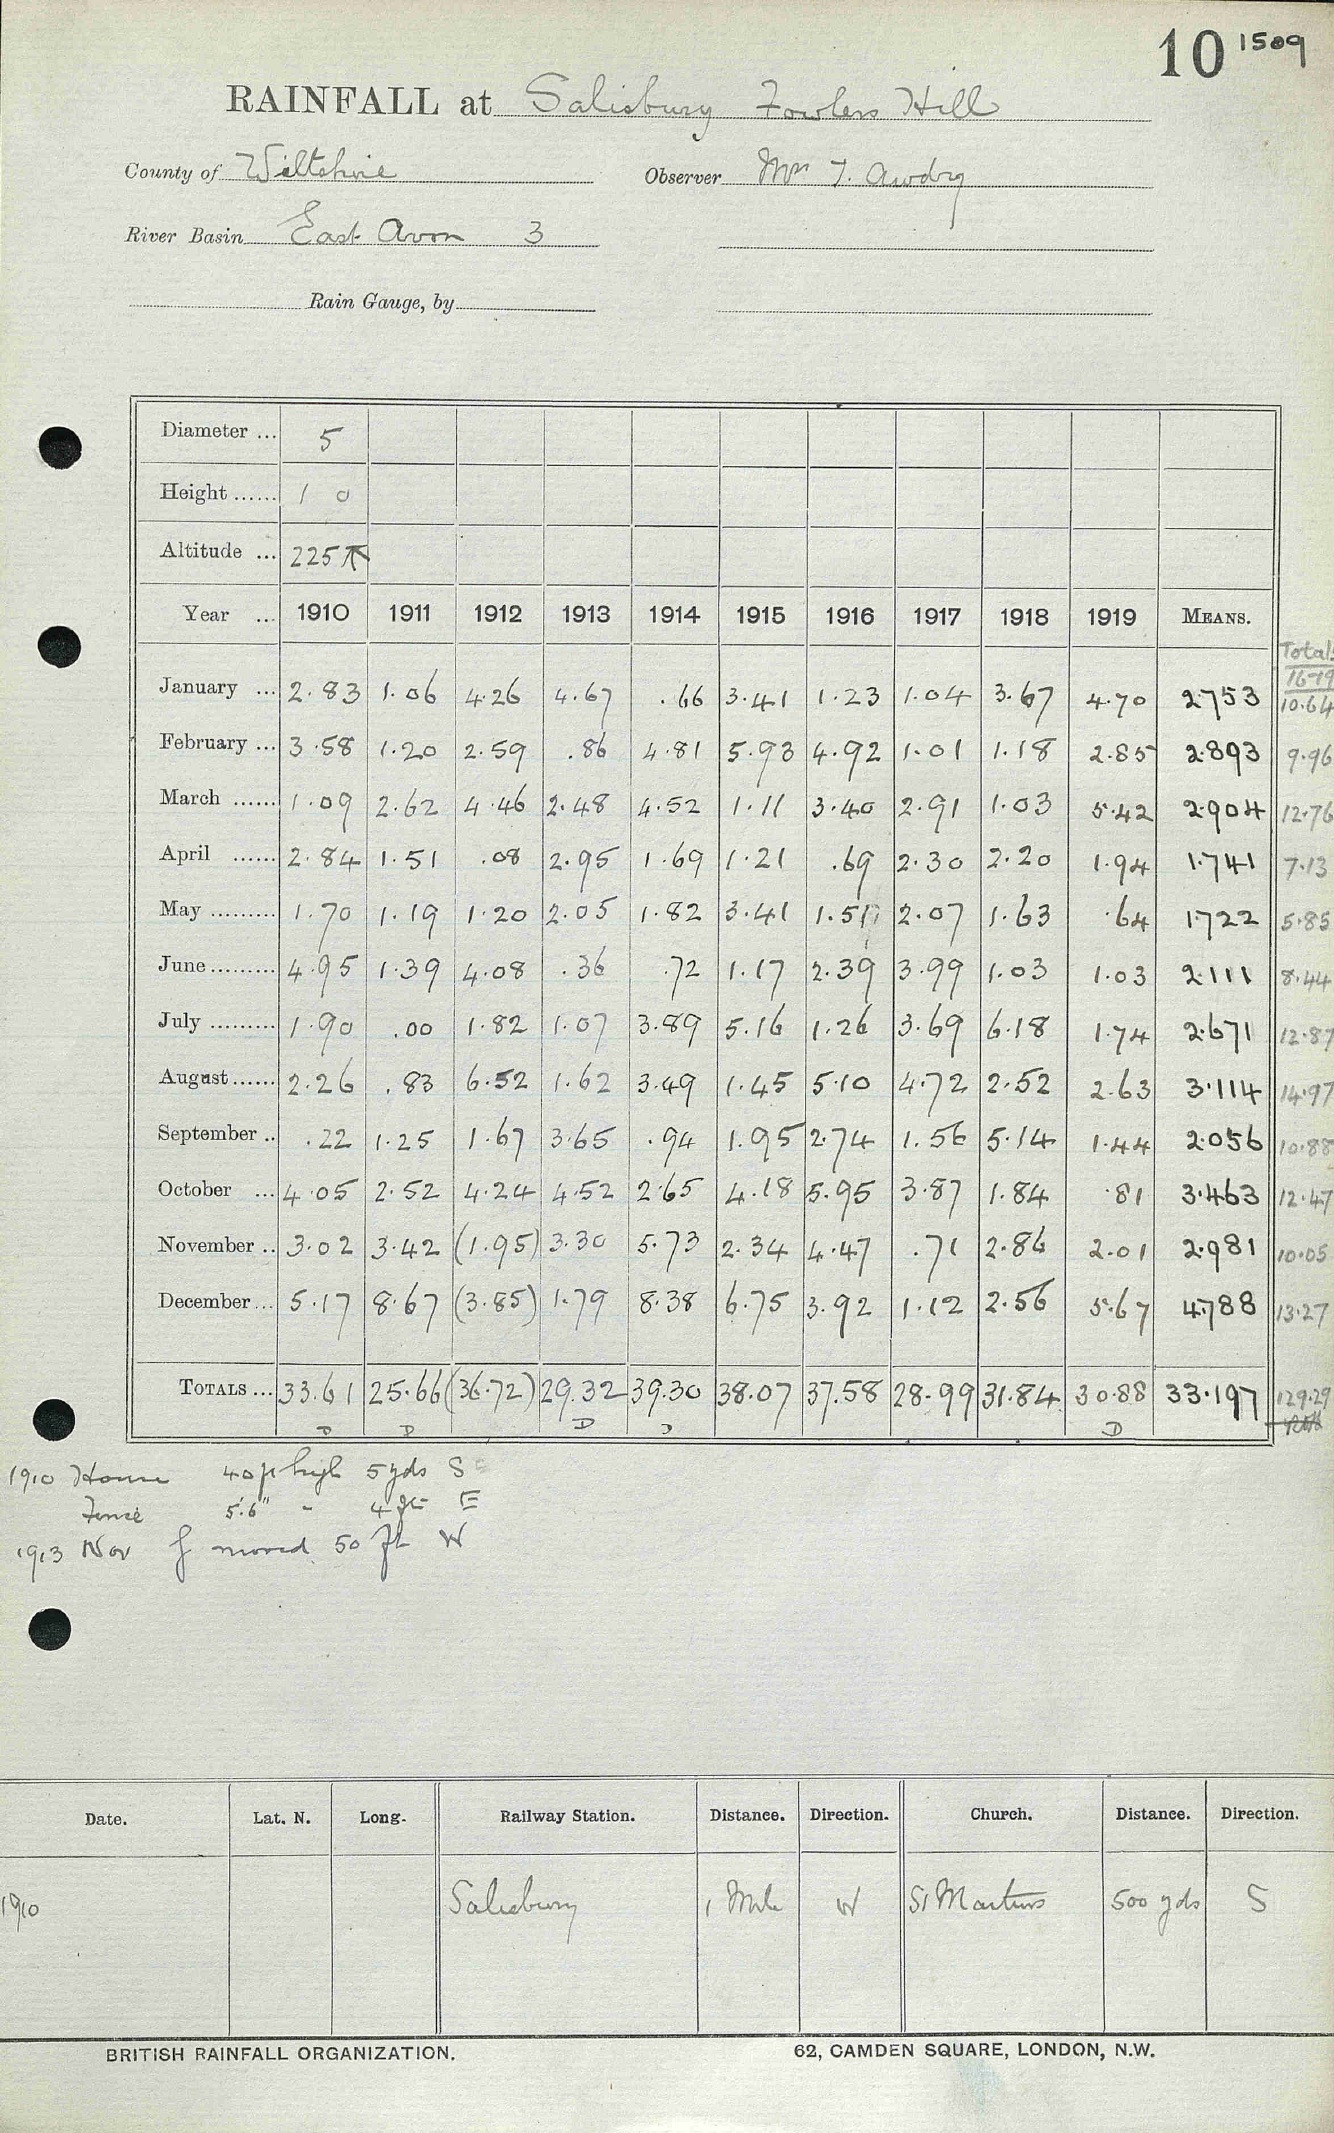 10 1509
RAINFALL at Salisbury Fowlers Hill
County of Wiltshire Observer Mrs T. Awdry
River Basin East Avon 3
Rain Gauge, by
Diameter ... 5
Height ...... 1 0
Altitude ... 225
Year ... 1910 1911 1912 1913 1914 1915 1916 1917 1918 1919 MEANS. Total 16-19
January ... 2.83 1.06 4.26 4.67 .66 3.41 1.23 1.04 3.67 4.70 2.753 10.64
February ... 3.58 1.20 2.59 .86 4.81 5.93 4.92 1.01 1.18 2.85 2.893 9.96
March ...... 1.09 2.62 4.46 2.48 4.52 1.11 3.40 2.91 1.03 5.42 2.904 12.76
April ...... 2.84 1.51 .08 2.95 1.69 1.21 .69 2.30 2.20 1.94 1.741 7.13
May ......... 1.70 1.19 1.20 2.05 1.82 3.41 1.51 2.07 1.63 .64 1.722 5.85
June ......... 4.95 1.39 4.08 .36 .72 1.17 2.39 3.99 1.03 1.03 2.111 8.44
July ......... 1.90 .00 1.82 1.07 3.89 5.16 1.26 3.69 6.18 1.74 2.671 12.87
August ...... 2.26 .83 6.52 1.62 3.49 1.45 5.10 4.72 2.52 2.63 3.114 14.97
September .. .22 1.25 1.67 3.65 .94 1.95 2.74 1.56 5.14 1.44 2.056 10.88
October ... 4.05 2.52 4.24 4.52 2.65 4.18 5.95 3.87 1.84 .81 3.463 12.47
November .. 3.02 3.42 (1.95) 3.30 5.73 2.34 4.47 .71 2.86 2.01 2.981 10.05
December ... 5.17 8.67 (3.85) 1.79 8.38 6.75 3.92 1.12 2.56 5.67 4.788 13.27
TOTALS ... 33.61 25.66 (36.72) 29.32 39.30 38.07 37.58 28.99 31.84 30.88 33.197 129.29
D D D D D
1910 House 40 ft high 5 yds S
Fence 5'.6" " 4 ft E
1913 Nov g moved 50 ft W
Date. Lat. N. Long. Railway Station. Distance. Direction. Church. Distance. Direction.
1910 Salisbury 1 Mile W St Martins 500 yds S
BRITISH RAINFALL ORGANIZATION. 62, CAMDEN SQUARE, LONDON, N.W.